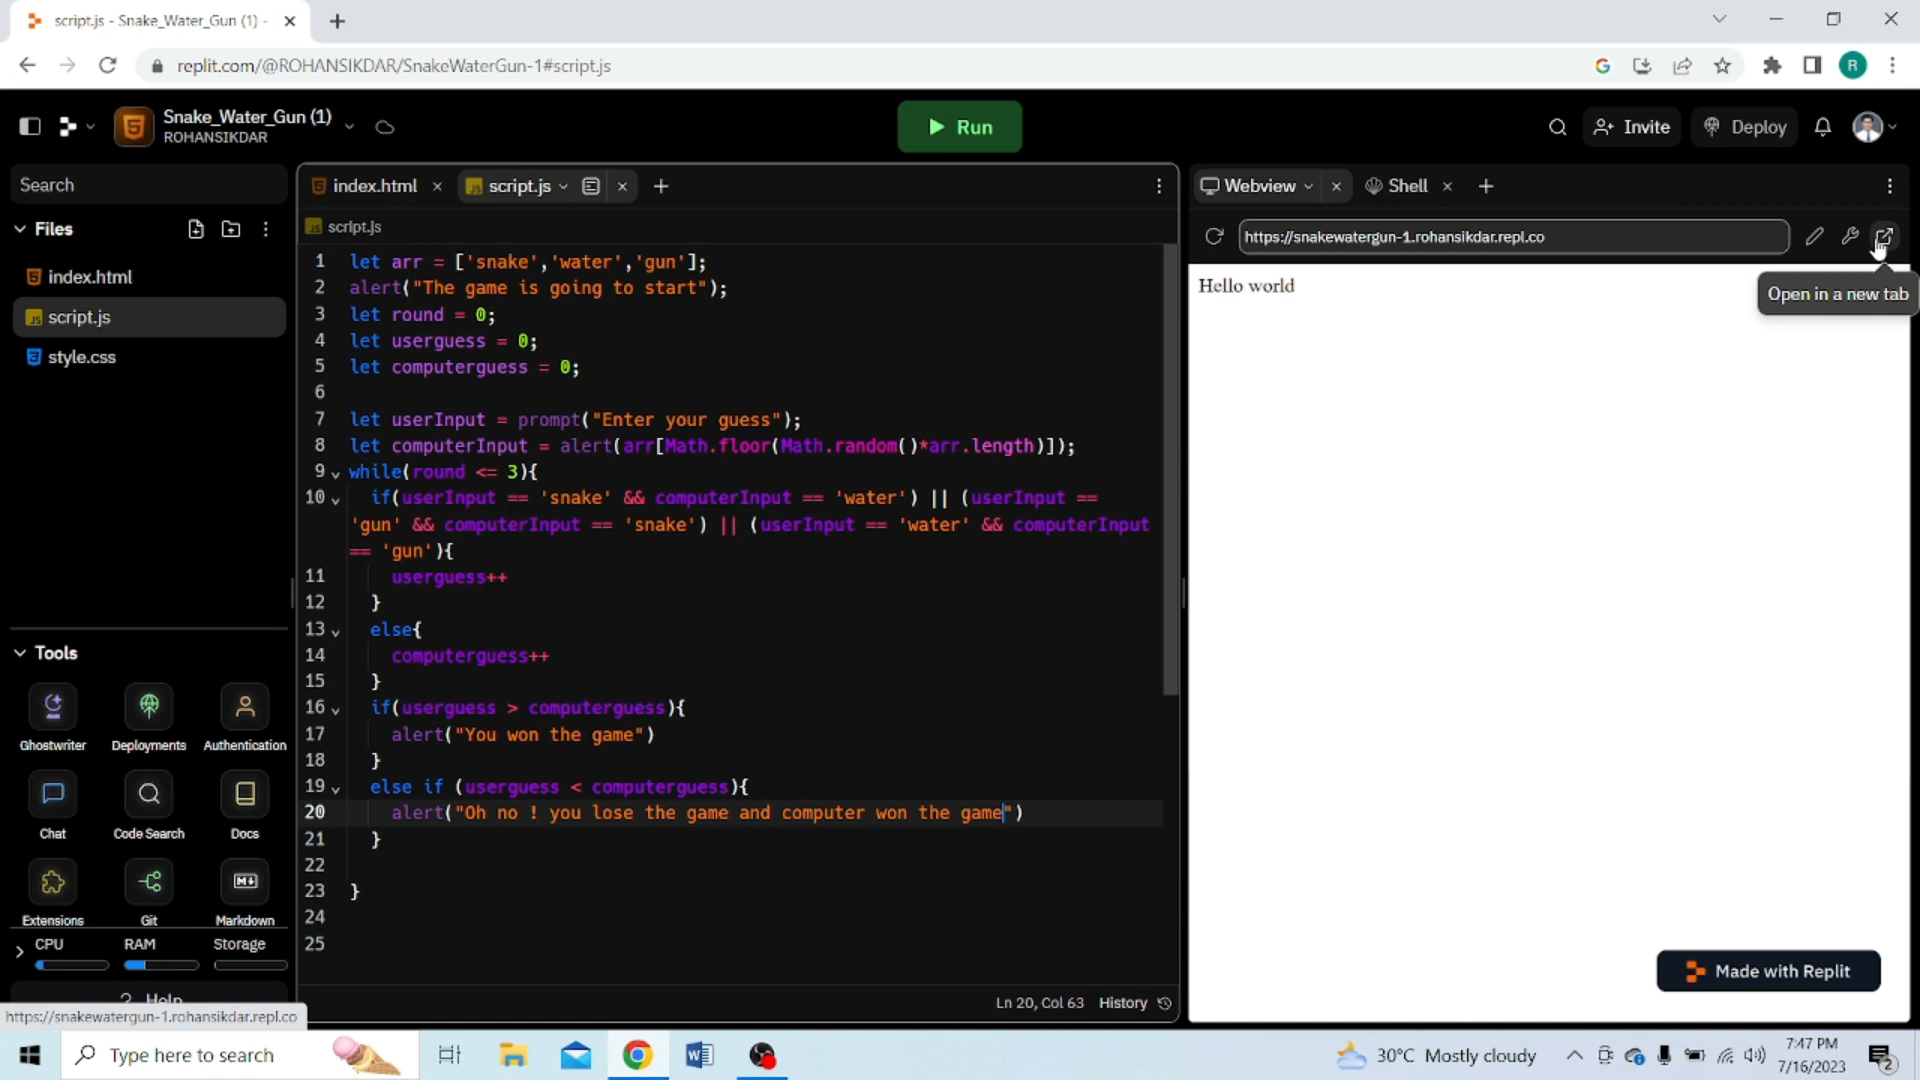 script.js - Snake_Water_Gun (1) -
replit.com/@ROHANSIKDAR/SnakeWaterGun-1#script.js
R
Snake_Water_Gun (1)
ROHANSIKDAR
Run
Invite
Deploy
Search
Files
index.html
script.js
style.css
Tools
Ghostwriter
Deployments
Authentication
Chat
Code Search
Docs
Extensions
Git
Markdown
CPU
RAM
Storage
? Help
https://snakewatergun-1.rohansikdar.repl.co
index.html
script.js
script.js
1 let arr = ['snake','water','gun'];
2 alert("The game is going to start");
3 let round = 0;
4 let userguess = 0;
5 let computerguess = 0;
6
7 let userInput = prompt("Enter your guess");
8 let computerInput = alert(arr[Math.floor(Math.random()*arr.length)]);
9 while(round <= 3){
10 if(userInput == 'snake' && computerInput == 'water') || (userInput ==
'gun' && computerInput == 'snake') || (userInput == 'water' && computerInput
== 'gun'){
11 userguess++
12 }
13 else{
14 computerguess++
15 }
16 if(userguess > computerguess){
17 alert("You won the game")
18 }
19 else if (userguess < computerguess){
20 alert("Oh no ! you lose the game and computer won the game")
21 }
22
23 }
24
25
Ln 20, Col 63 History
Webview
Shell
https://snakewatergun-1.rohansikdar.repl.co
Hello world
Open in a new tab
Made with Replit
Type here to search
30°C Mostly cloudy
7:47 PM
7/16/2023
2